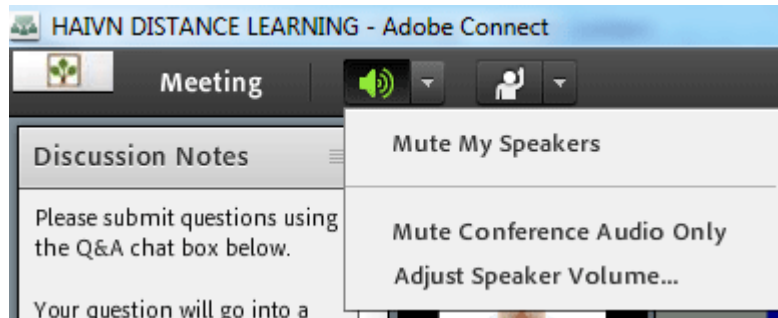 HAIVN DISTANCE LEARNING - Adobe Connect
Meeting
Mute My Speakers
Mute Conference Audio Only
Adjust Speaker Volume...
Discussion Notes
Please submit questions using
the Q&A chat box below.
Your question will go into a